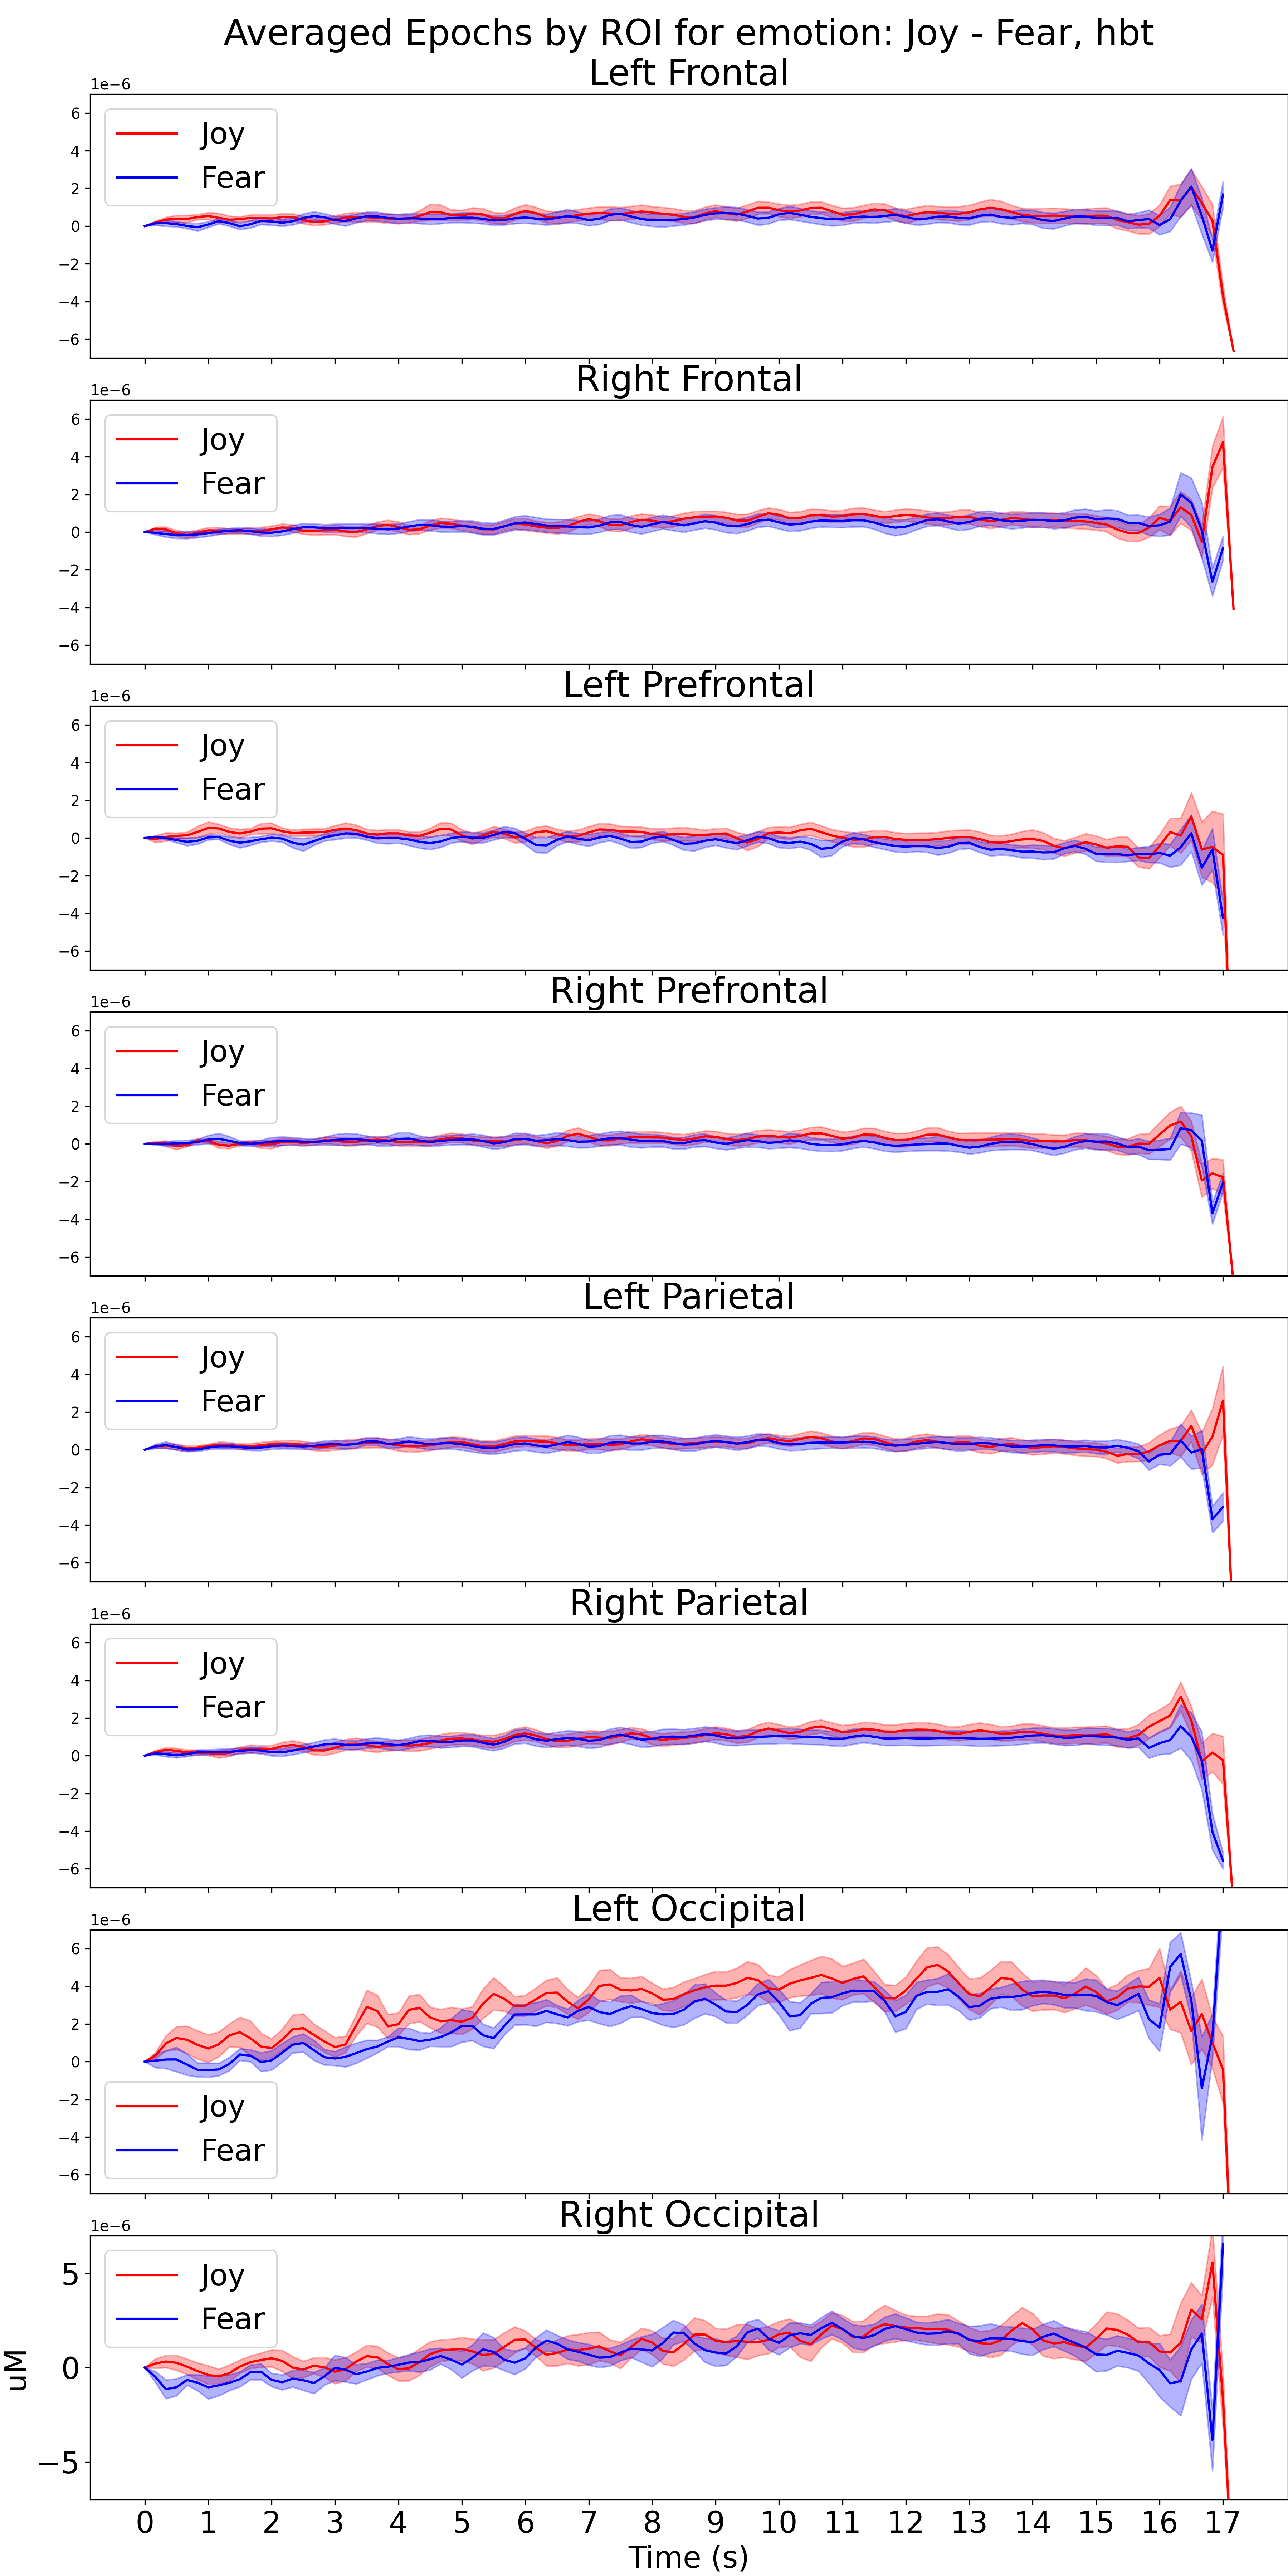 Averaged Epochs by ROI for emotion: Joy - Fear, hbt
Left Frontal
1e−6
6
4
2
0
−2
−4
−6
Joy
Fear
Right Frontal
1e−6
6
4
2
0
−2
−4
−6
Joy
Fear
Left Prefrontal
1e−6
6
4
2
0
−2
−4
−6
Joy
Fear
Right Prefrontal
1e−6
6
4
2
0
−2
−4
−6
Joy
Fear
Left Parietal
1e−6
6
4
2
0
−2
−4
−6
Joy
Fear
Right Parietal
1e−6
6
4
2
0
−2
−4
−6
Joy
Fear
Left Occipital
1e−6
6
4
2
0
−2
−4
−6
Joy
Fear
Right Occipital
1e−6
5
0
−5
uM
Joy
Fear
0 1 2 3 4 5 6 7 8 9 10 11 12 13 14 15 16 17
Time (s)